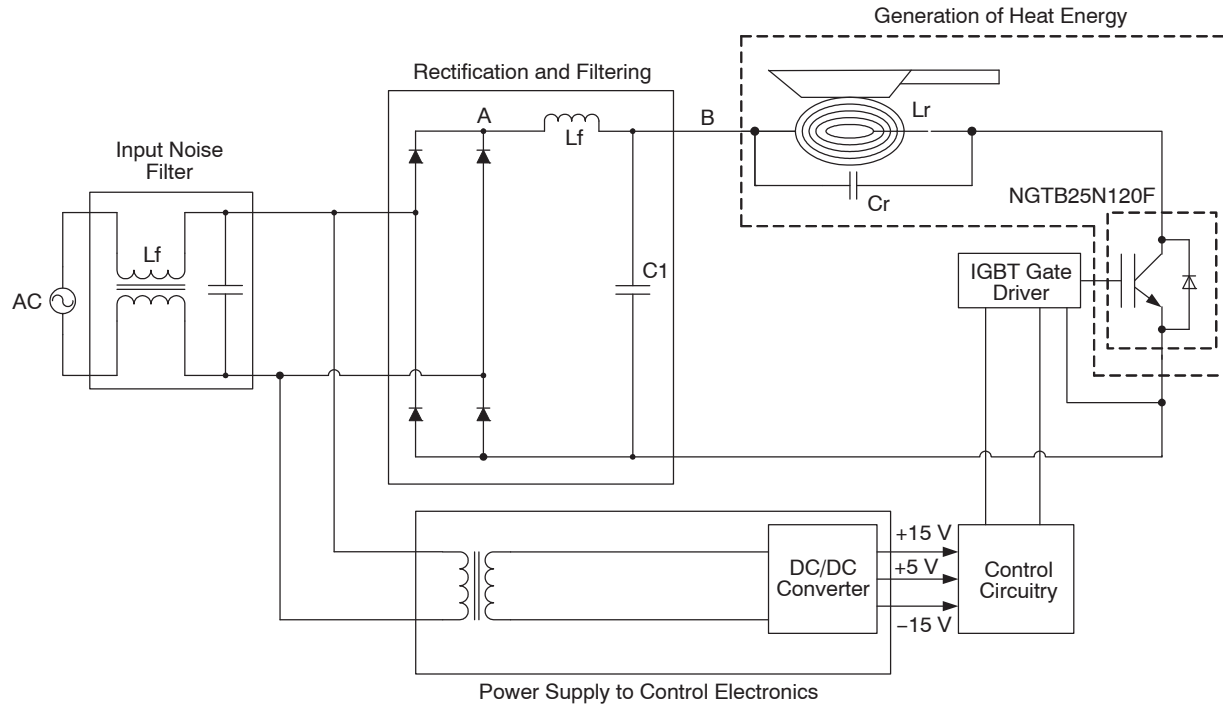 Generation of Heat Energy
Rectification and Filtering
A
B
Lr
Lf
Input Noise
Filter
Cr
NGTB25N120F
Lf
C1
IGBT Gate
Driver
AC
+15 V
DC/DC
Converter
+5 V
Control
Circuitry
−15 V
Power Supply to Control Electronics